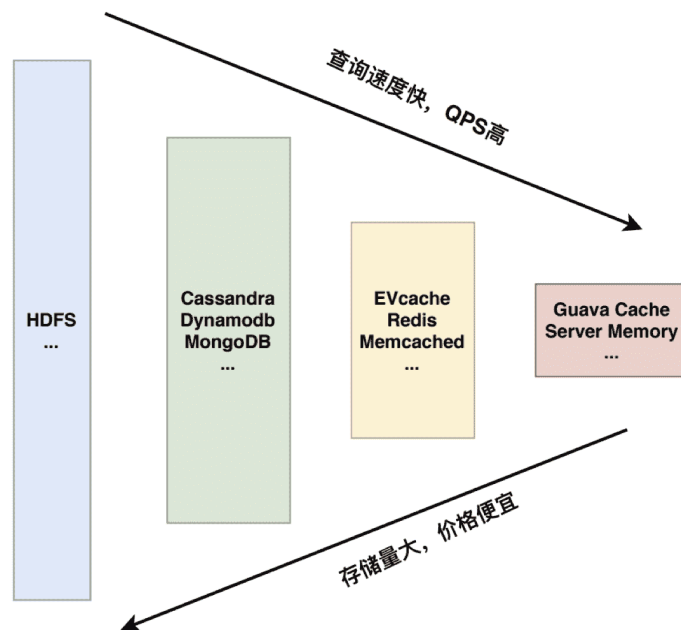 查询速度快，QPS高
HDFS
...
Cassandra
Dynamodb
MongoDB
...
EVcache
Redis
Memcached
...
Guava Cache
Server Memory
...
存储量大，价格便宜